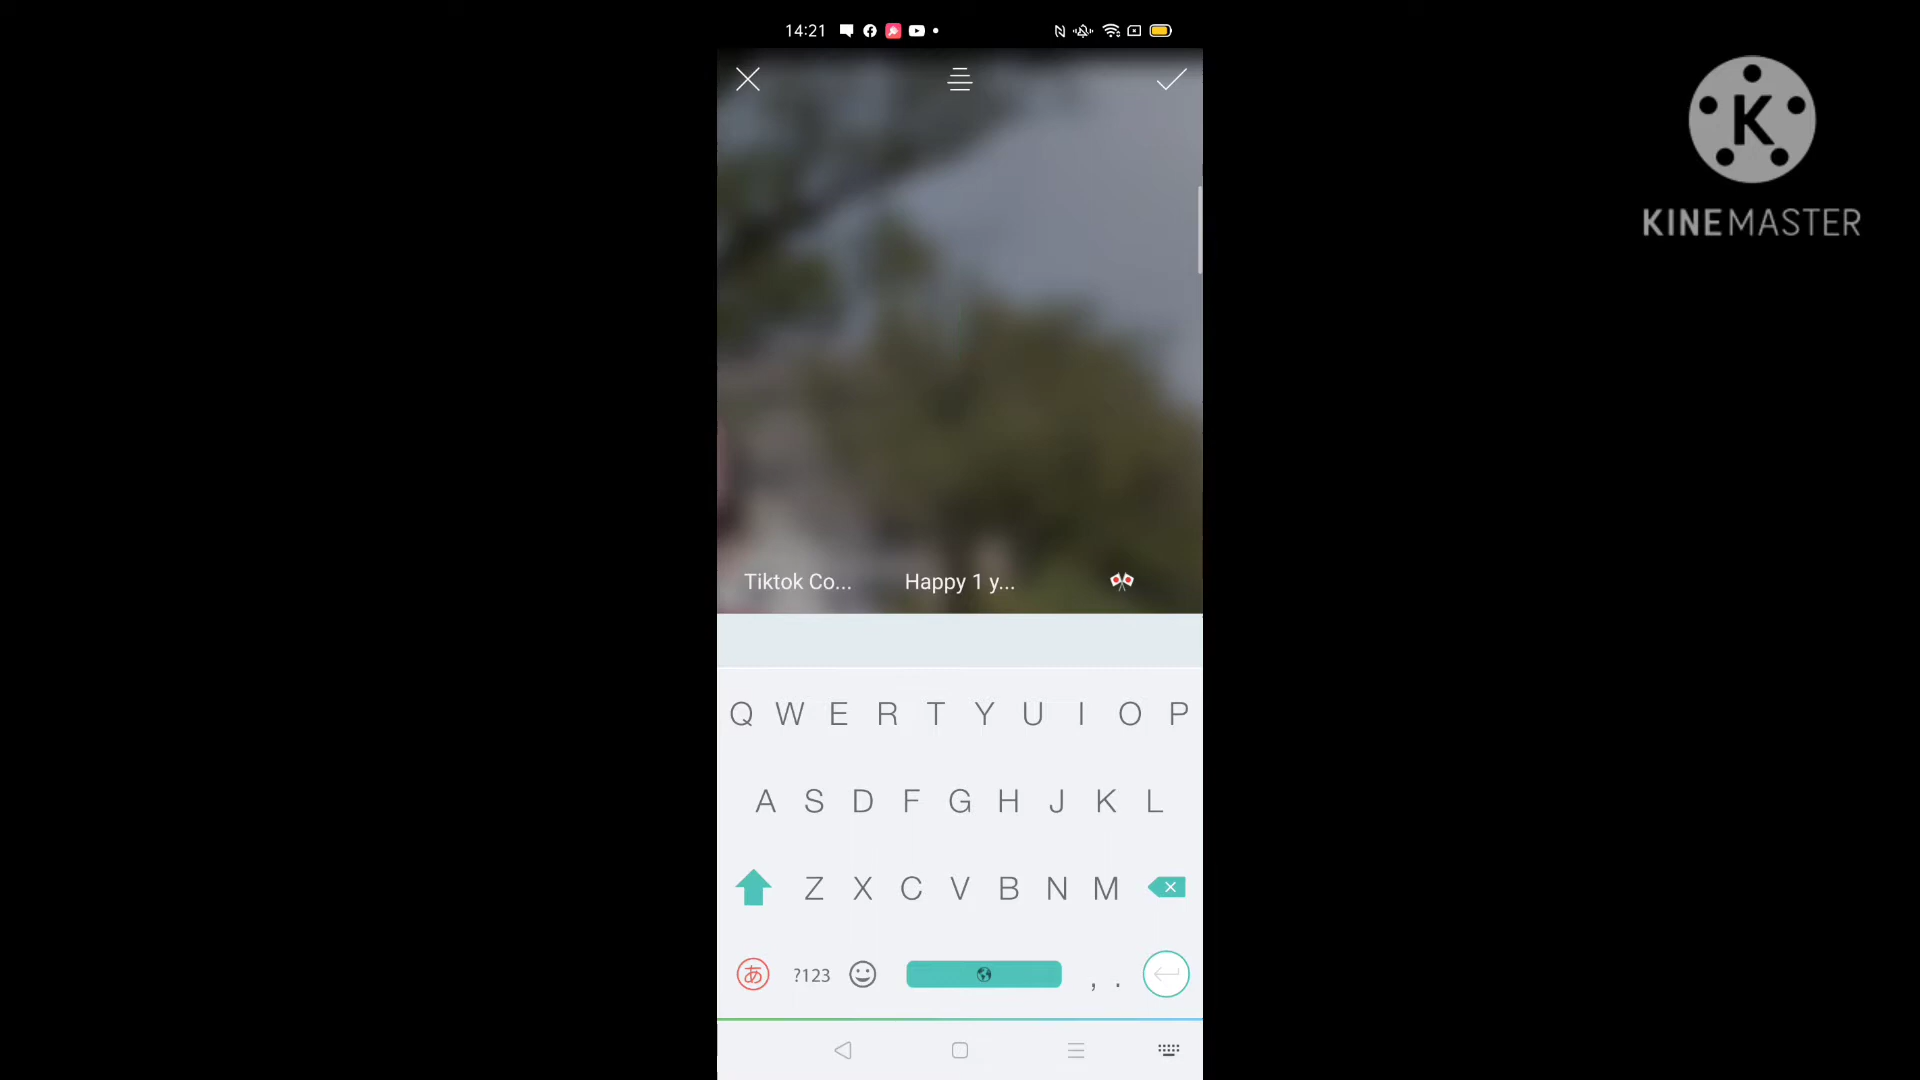 14:21
K
KINEMASTER
Tiktok Co... Happy 1 y...
Q W E R T Y U I O P
A S D F G H J K L
Z X C V B N M
あ ?123 , .